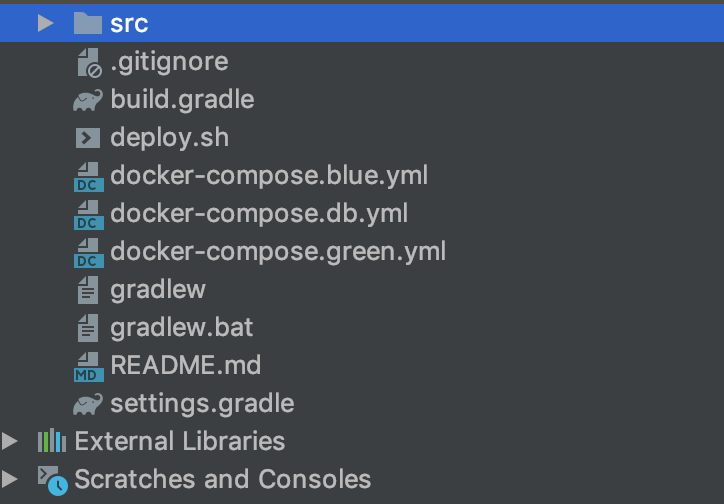 src
.gitignore
build.gradle
deploy.sh
DC docker-compose.blue.yml
DC docker-compose.db.yml
DC docker-compose.green.yml
gradlew
gradlew.bat
MD README.md
settings.gradle
External Libraries
Scratches and Consoles